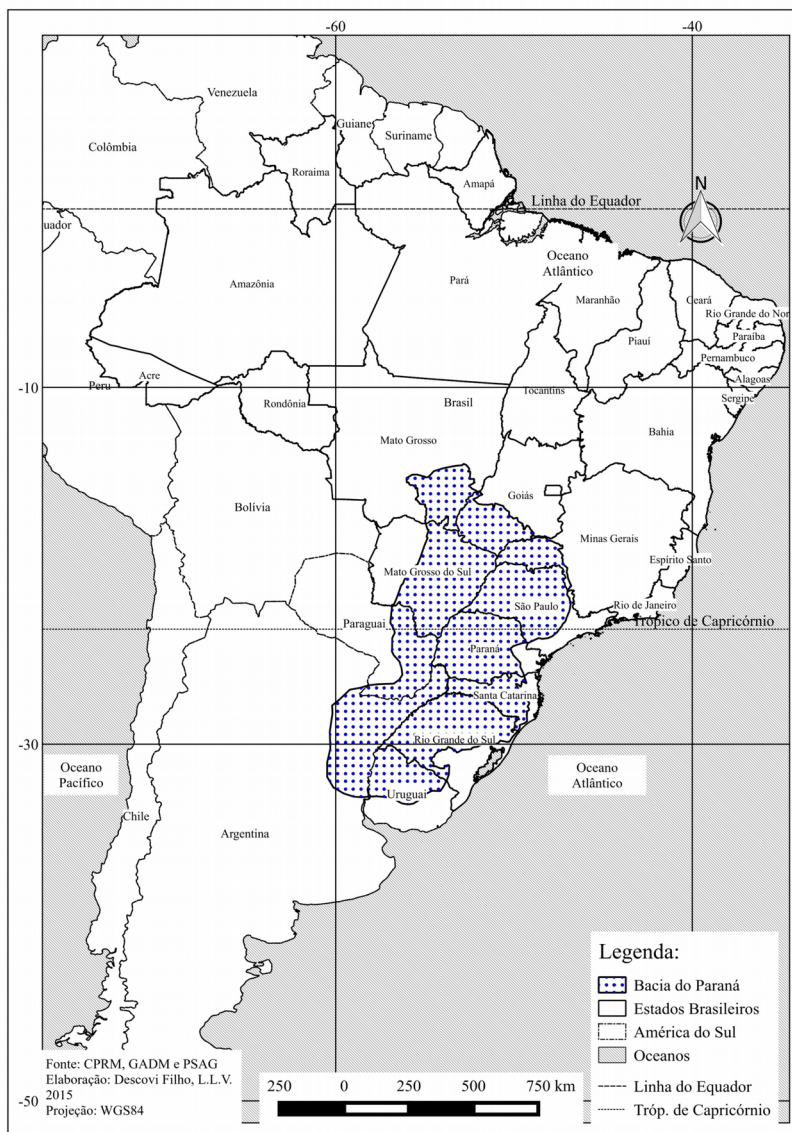 -60
-40
Venezuela
Guiane
Suriname
Colômbia
Roraima
Amapá
N
Linha do Equador
uador
Oceano
Atlântico
Amazônia
Pará
Maranhão
Ceará
Rio Grande do Nor
Piauí
Paraíba
Pernambuco
Acre
Alagoas
Peru
-10
Tocantins
Sergipe
Rondônia
Brasil
Bahia
Mato Grosso
Goiás
Bolívia
Minas Gerais
Espírito Santo
Mato Grosso do Sul
São Paulo
Rio de Janeiro
Paraguai
Trópico de Capricórnio
Paraná
Santa Catarina
Rio Grande do Sul
-30
Oceano
Pacífico
Oceano
Atlântico
Uruguai
Chile
Argentina
Legenda:
Bacia do Paraná
Estados Brasileiros
América do Sul
Oceanos
Linha do Equador
Tróp. de Capricórnio
Fonte: CPRM, GADM e PSAG
Elaboração: Descovi Filho, L.L.V.
2015
Projeção: WGS84
250 0 250 500 750 km
-50